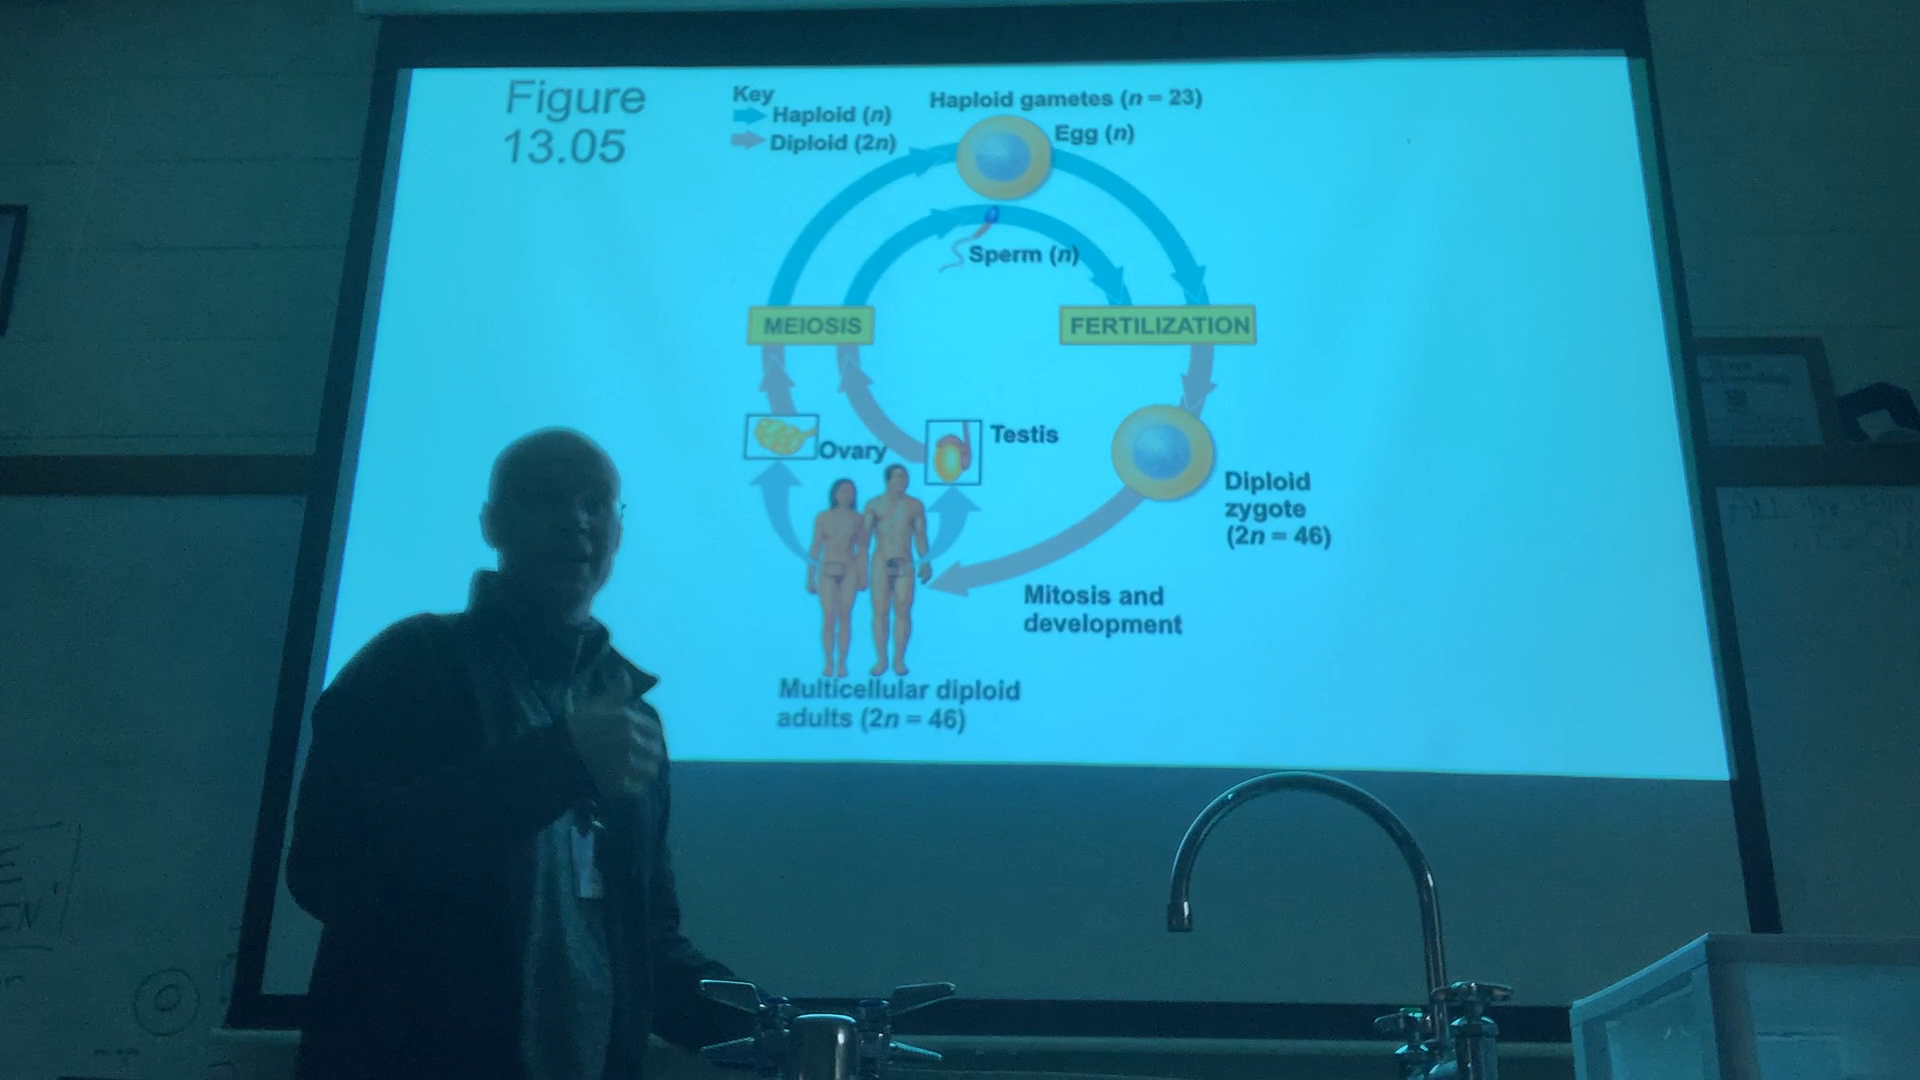 Figure
13.05
Key
Haploid (n)
Diploid (2n)
Haploid gametes (n = 23)
Egg (n)
Sperm (n)
MEIOSIS
FERTILIZATION
Ovary
Testis
Diploid
zygote
(2n = 46)
Mitosis and
development
Multicellular diploid
adults (2n = 46)